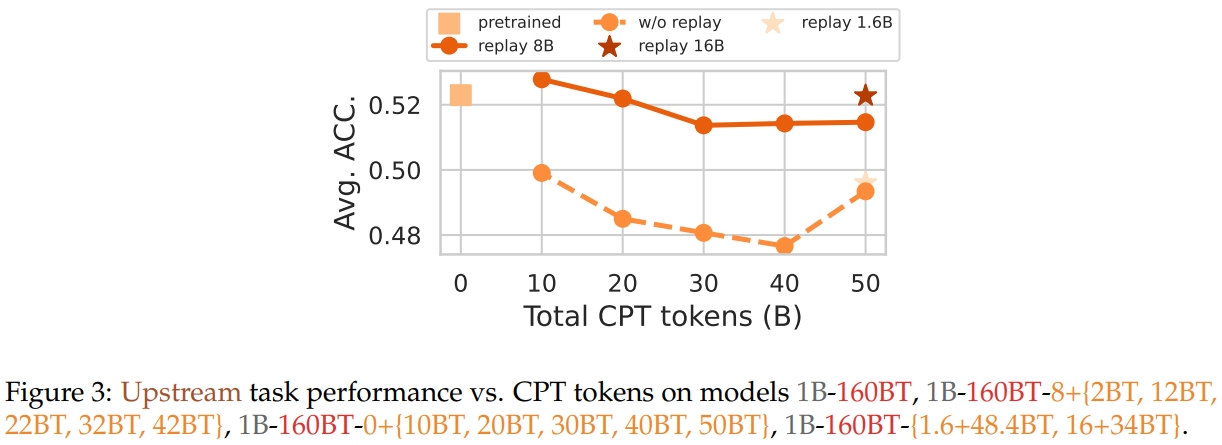 pretrained w/o replay replay 1.6B
replay 8B replay 16B
Avg. ACC.
0.52
0.50
0.48
0 10 20 30 40 50
Total CPT tokens (B)
Figure 3: Upstream task performance vs. CPT tokens on models 1B-160BT, 1B-160BT-8+{2BT, 12BT,
22BT, 32BT, 42BT}, 1B-160BT-0+{10BT, 20BT, 30BT, 40BT, 50BT}, 1B-160BT-{1.6+48.4BT, 16+34BT}.